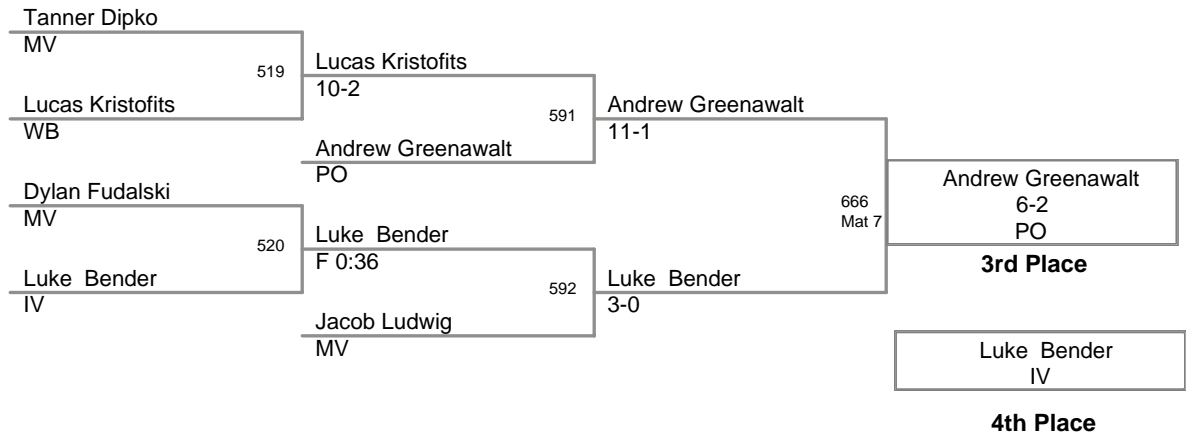 Tanner Dipko
MV
519
Lucas Kristofits
10-2
Lucas Kristofits
WB
591
Andrew Greenawalt
11-1
Andrew Greenawalt
PO
Dylan Fudalski
MV
520
Luke Bender
F 0:36
Luke Bender
IV
592
Luke Bender
3-0
Jacob Ludwig
MV
666
Mat 7
Andrew Greenawalt
6-2
PO
3rd Place
Luke Bender
IV
4th Place